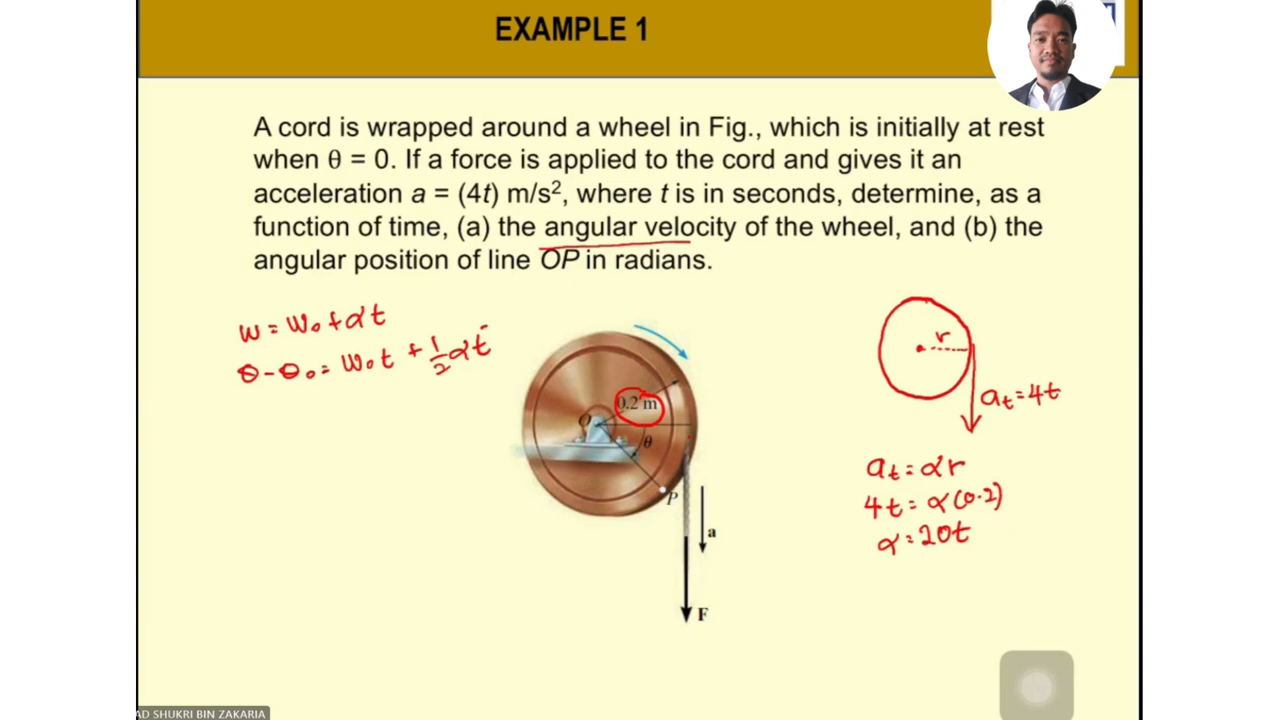 EXAMPLE 1
A cord is wrapped around a wheel in Fig., which is initially at rest
when θ = 0. If a force is applied to the cord and gives it an
acceleration a = (4t) m/s², where t is in seconds, determine, as a
function of time, (a) the angular velocity of the wheel, and (b) the
angular position of line OP in radians.
ω = ω₀ + αt
θ - θ₀ = ω₀t + ½αt²
0.2 m
O
θ
P
a
F
r
aₜ = 4t
aₜ = αr
4t = α(0.2)
α = 20t
AD SHUKRI BIN ZAKARIA